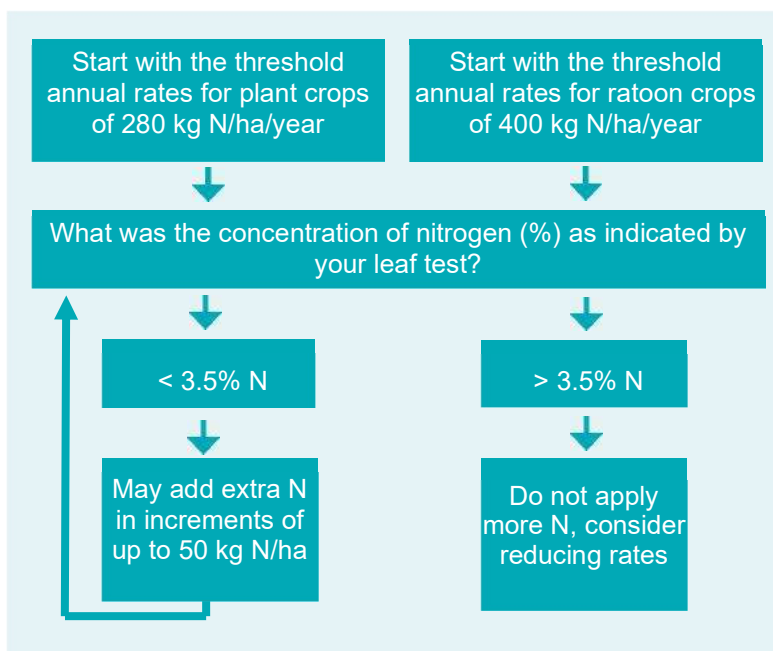 Start with the threshold
annual rates for plant crops
of 280 kg N/ha/year
Start with the threshold
annual rates for ratoon crops
of 400 kg N/ha/year
What was the concentration of nitrogen (%) as indicated by
your leaf test?
< 3.5% N
> 3.5% N
May add extra N
in increments of
up to 50 kg N/ha
Do not apply
more N, consider
reducing rates